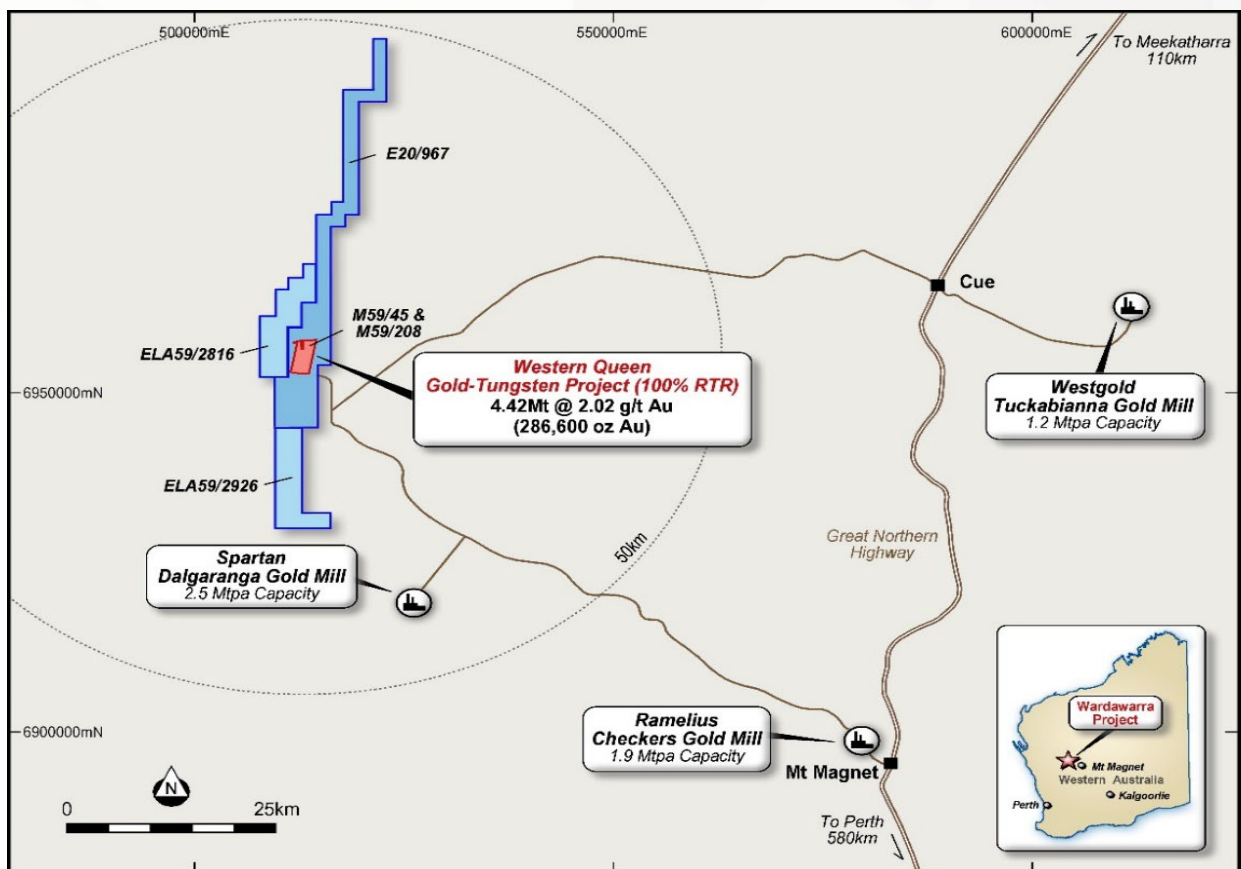 500000mE
550000mE
600000mE
To Meekatharra
110km
E20/967
M59/45 &
M59/208
ELA59/2816
Cue
6950000mN
Western Queen
Gold-Tungsten Project (100% RTR)
4.42Mt @ 2.02 g/t Au
(286,600 oz Au)
Westgold
Tuckabianna Gold Mill
1.2 Mtpa Capacity
ELA59/2926
Great Northern
Highway
50km
Spartan
Dalgaranga Gold Mill
2.5 Mtpa Capacity
Ramelius
Checkers Gold Mill
1.9 Mtpa Capacity
6900000mN
Mt Magnet
N
0
25km
To Perth
580km
Wardawarra
Project
Mt Magnet
Western Australia
Kalgoorlie
Perth